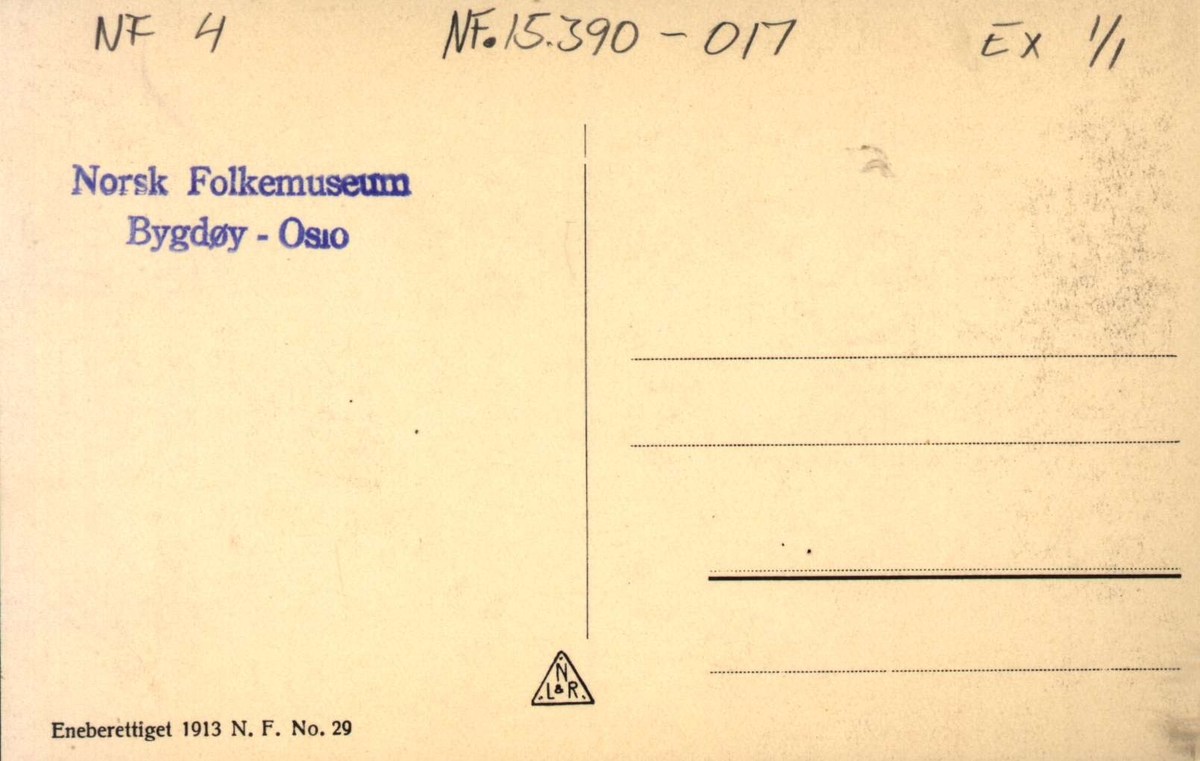 NF 4 NF.15.390 - 017 EX 1/1
Norsk Folkemuseum
Bygdøy - Oslo
N
L & R.
Eneberettiget 1913 N. F. No. 29